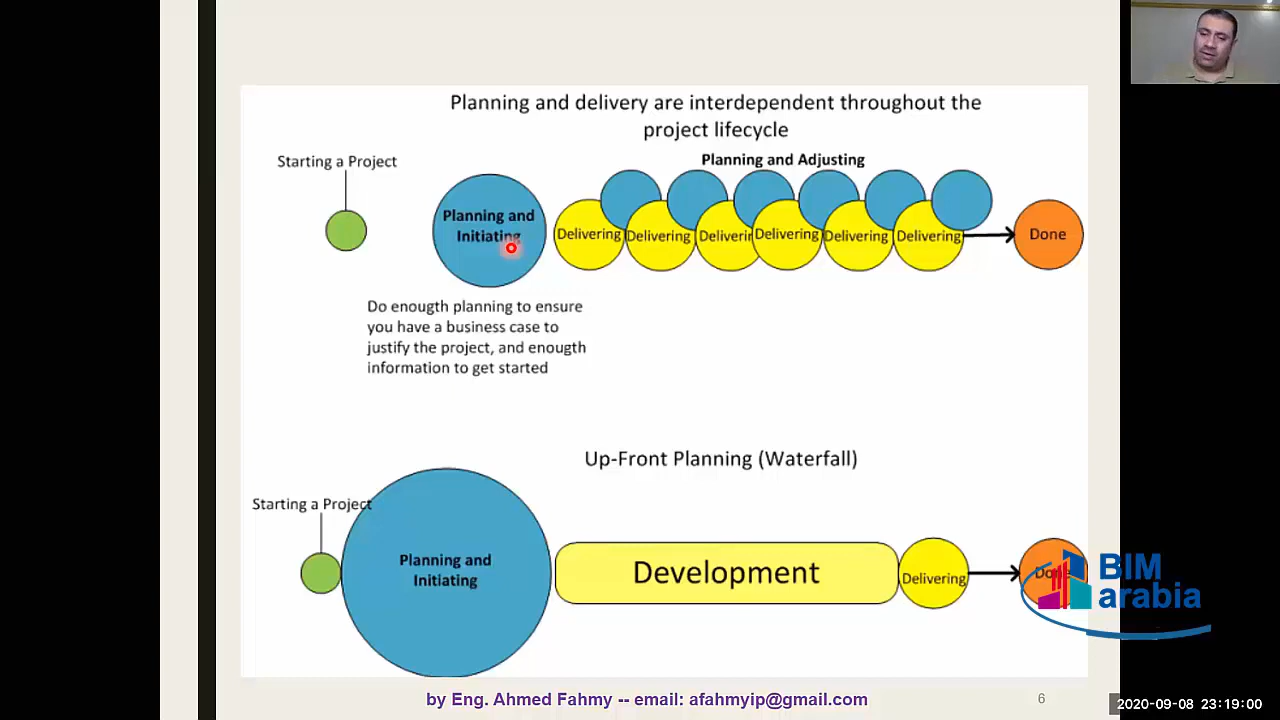 Planning and delivery are interdependent throughout the
project lifecycle
Starting a Project
Planning and Adjusting
Planning and
Initiating
Delivering
Delivering
Deliverin
Delivering
Delivering
Delivering
Done
Do enougth planning to ensure
you have a business case to
justify the project, and enougth
information to get started
Up-Front Planning (Waterfall)
Starting a Project
Planning and
Initiating
Development
Delivering
Done
BIM
arabia
by Eng. Ahmed Fahmy -- email: afahmyip@gmail.com
6
2020-09-08 23:19:00